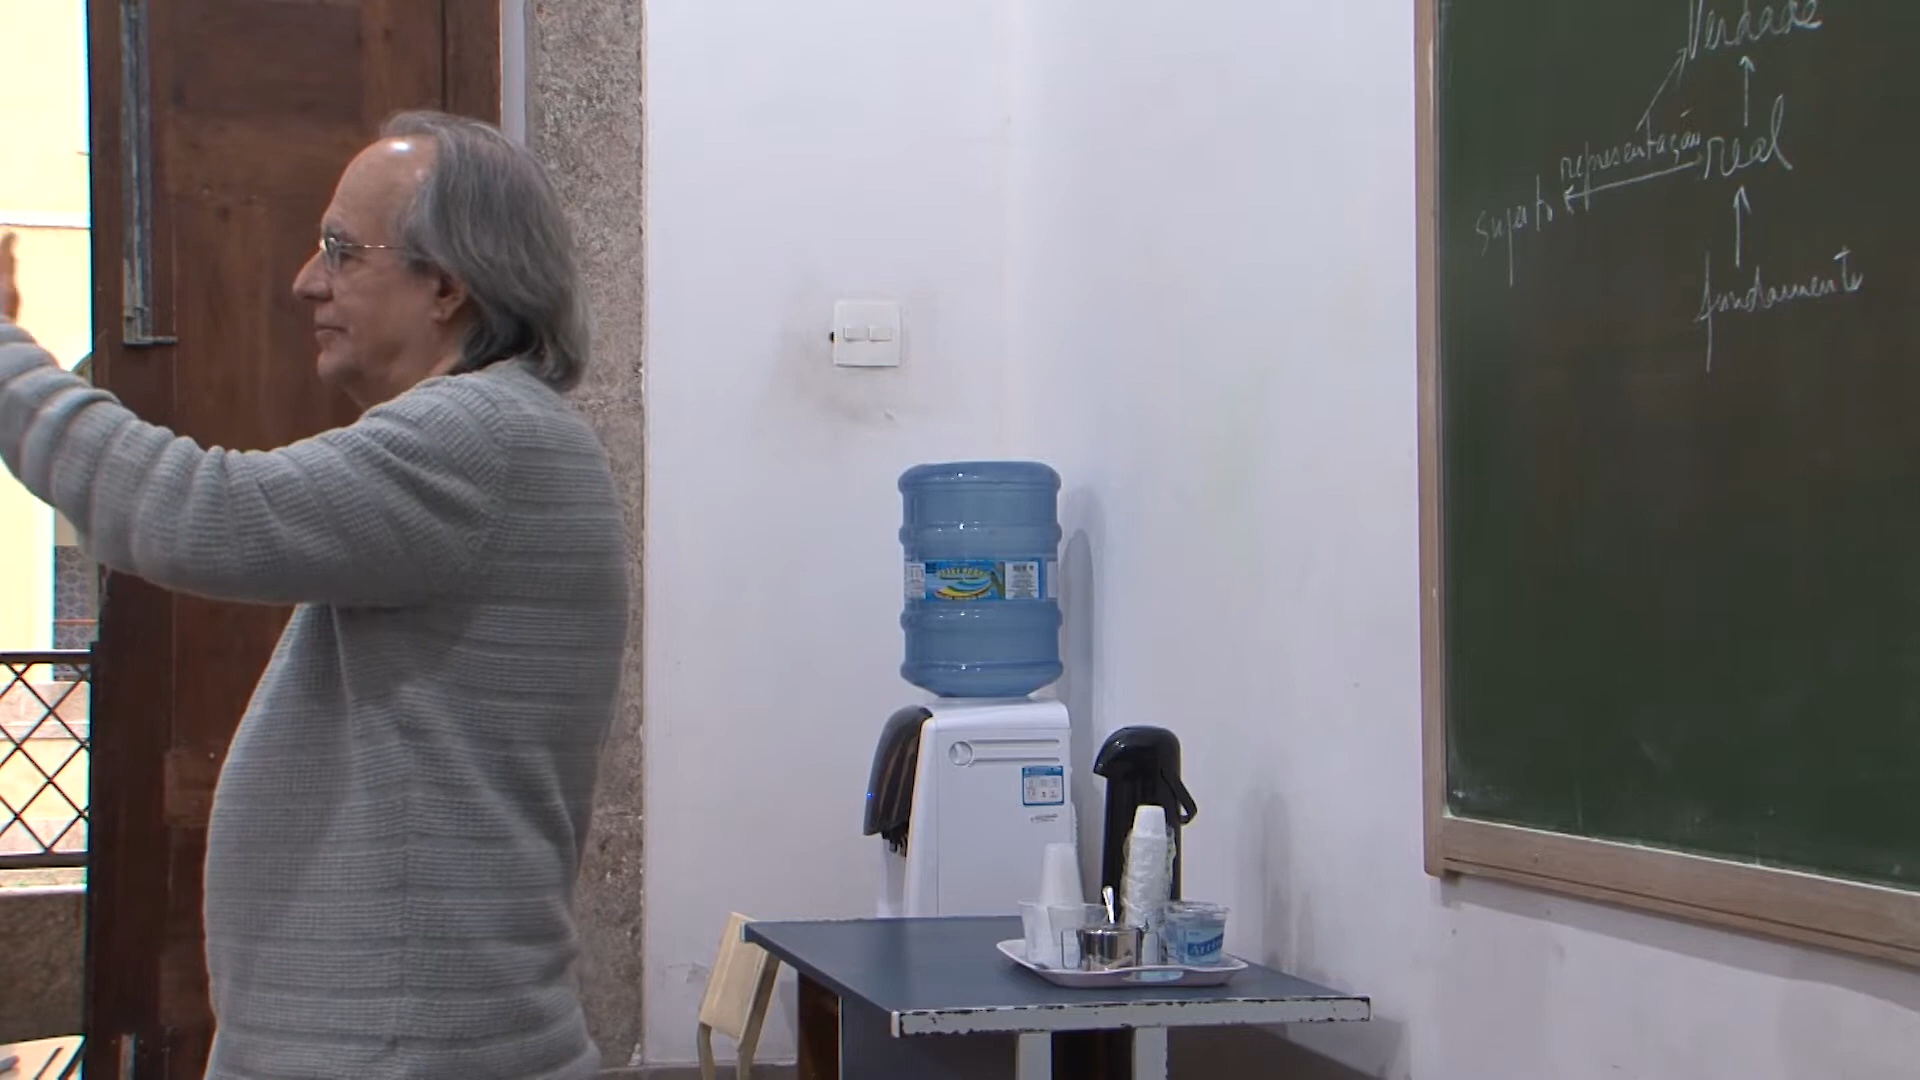 Verdade
representação real
sujeito
fundamento